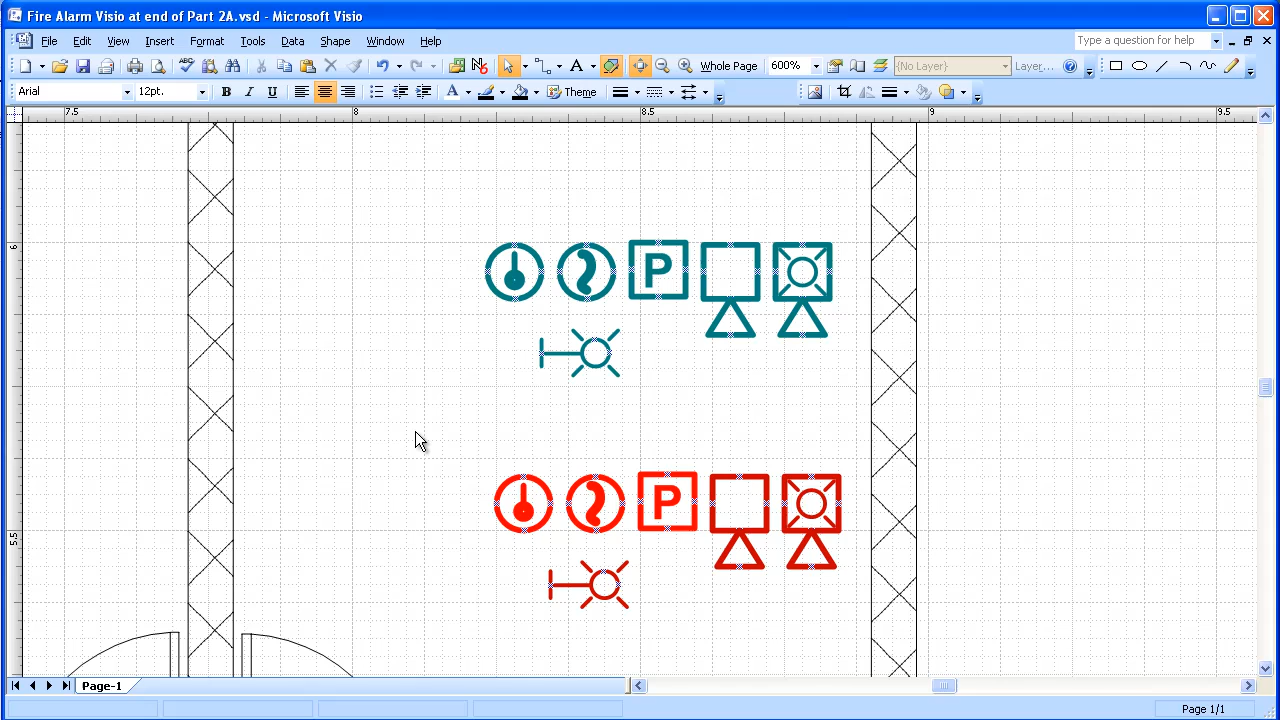 Fire Alarm Visio at end of Part 2A.vsd - Microsoft Visio
File Edit View Insert Format Tools Data Shape Window Help Type a question for help
A Whole Page 600% {No Layer} Layer...
Arial 12pt. B I U A Theme
7.5 8 8.5 9 9.5
6
P
5.5
P
Page-1
Page 1/1